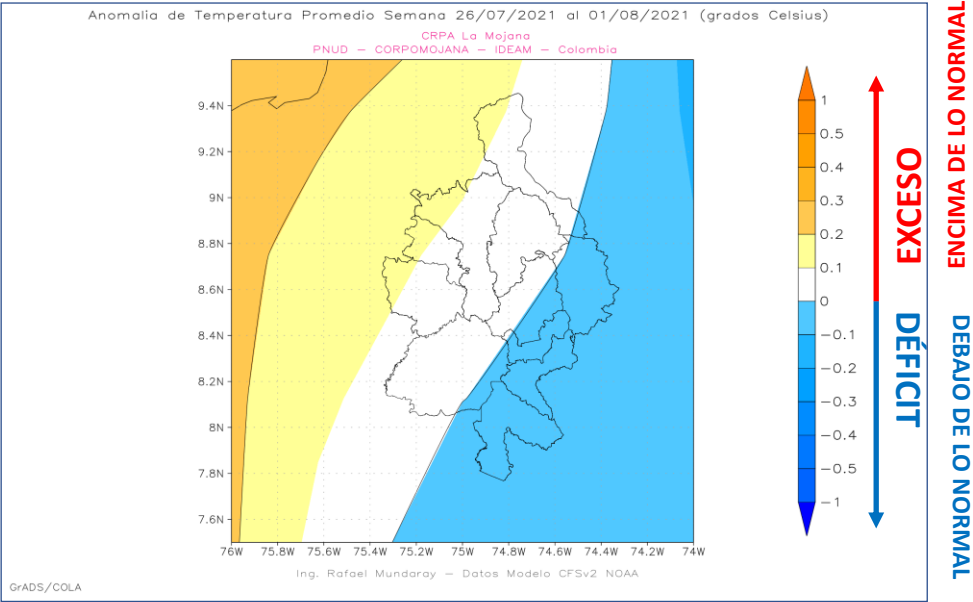 Anomalia de Temperatura Promedio Semana 26/07/2021 al 01/08/2021 (grados Celsius)
CRPA La Mojana
PNUD — CORPOMOJANA — IDEAM — Colombia
9.4N
9.2N
9N
8.8N
8.6N
8.4N
8.2N
8N
7.8N
7.6N
76W 75.8W 75.6W 75.4W 75.2W 75W 74.8W 74.6W 74.4W 74.2W 74W
Ing. Rafael Mundaray — Datos Modelo CFSv2 NOAA
GrADS/COLA
1
0.5
0.4
0.3
0.2
0.1
0
−0.1
−0.2
−0.3
−0.4
−0.5
−1
EXCESO
DÉFICIT
ENCIMA DE LO NORMAL
DEBAJO DE LO NORMAL